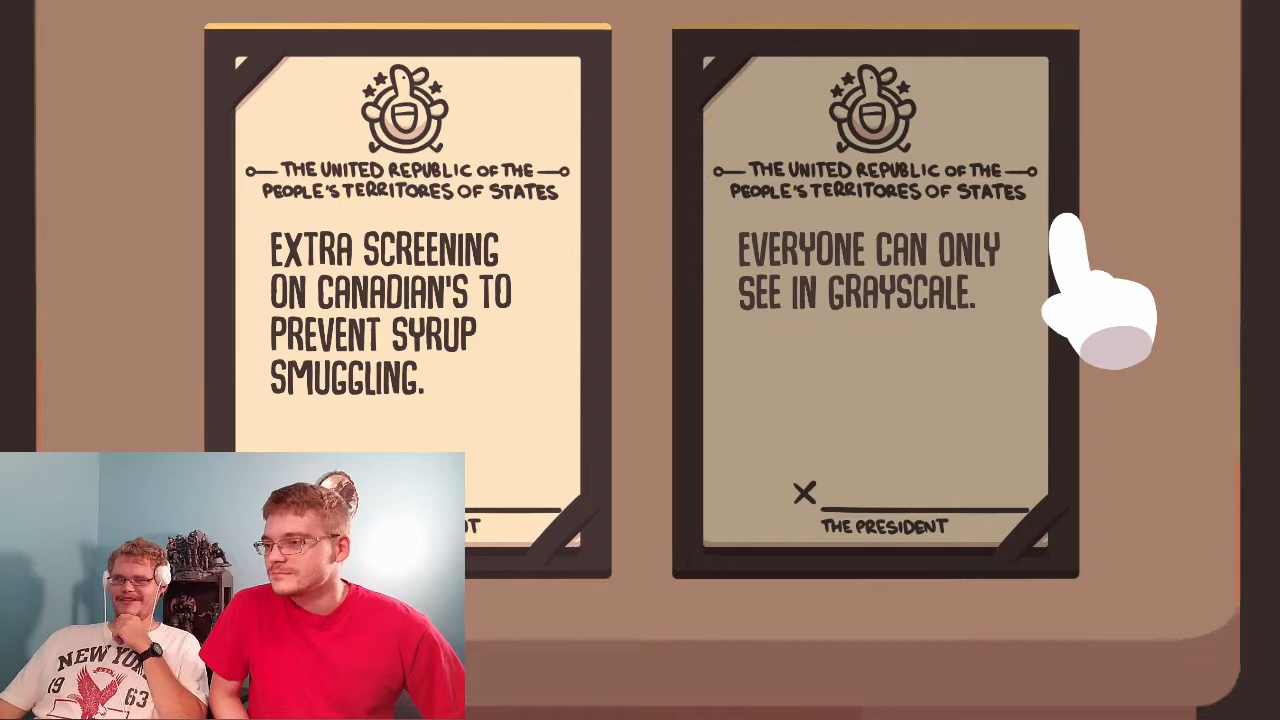 THE UNITED REPUBLIC OF THE
PEOPLE'S TERRITORES OF STATES
EXTRA SCREENING
ON CANADIAN'S TO
PREVENT SYRUP
SMUGGLING.
THE UNITED REPUBLIC OF THE
PEOPLE'S TERRITORES OF STATES
EVERYONE CAN ONLY
SEE IN GRAYSCALE.
X
THE PRESIDENT
NEW YO
19 63